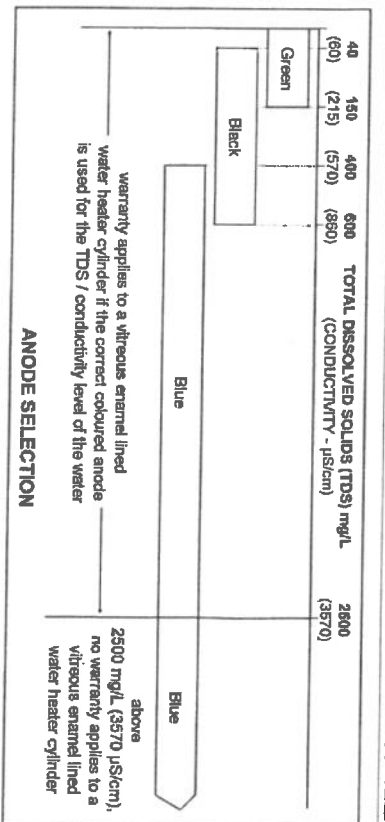 TOTAL DISSOLVED SOLIDS (TDS) mg/L
(CONDUCTIVITY - µS/cm)
40 150 400 600 2500
(60) (215) (570) (860) (3570)
Green
Black
Blue Blue
warranty applies to a vitreous enamel lined
water heater cylinder if the correct coloured anode
is used for the TDS / conductivity level of the water
above
2500 mg/L (3570 µS/cm),
no warranty applies to a
vitreous enamel lined
water heater cylinder
ANODE SELECTION